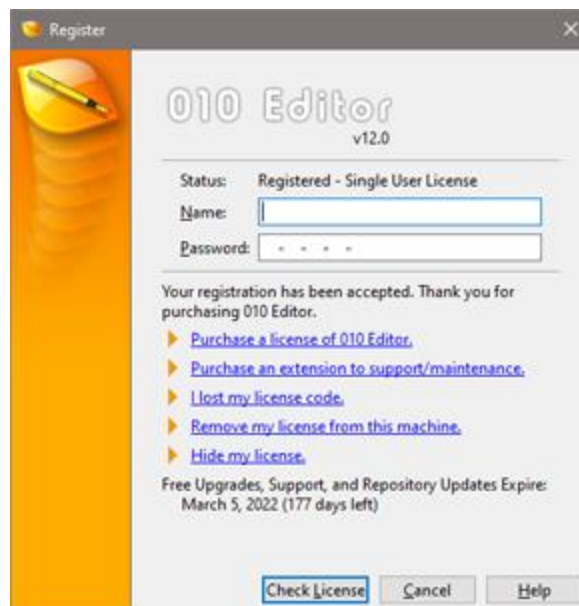 Register
010 Editor
v12.0
Status: Registered - Single User License
Name:
Password: - - - -
Your registration has been accepted. Thank you for
purchasing 010 Editor.
Purchase a license of 010 Editor.
Purchase an extension to support/maintenance.
I lost my license code.
Remove my license from this machine.
Hide my license.
Free Upgrades, Support, and Repository Updates Expire:
March 5, 2022 (177 days left)
Check License Cancel Help